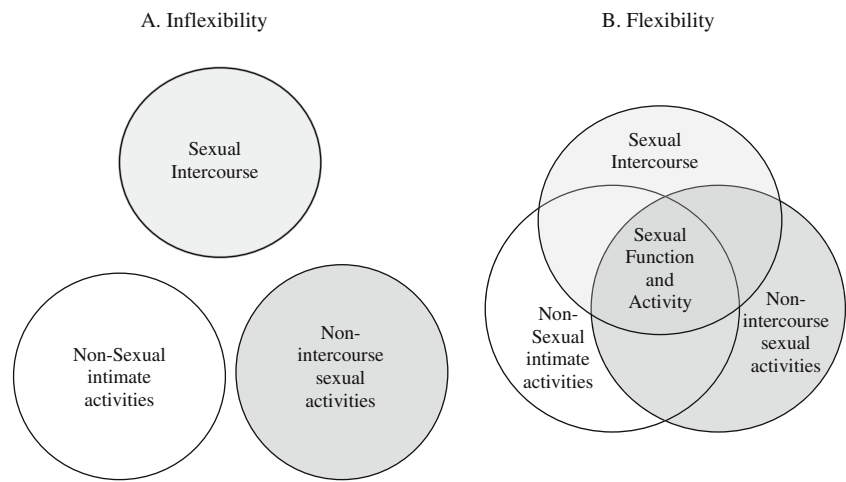 A. Inflexibility
Sexual
Intercourse
Non-Sexual
intimate
activities
Non-
intercourse
sexual
activities
B. Flexibility
Sexual
Intercourse
Sexual
Function
and
Activity
Non-
Sexual
intimate
activities
Non-
intercourse
sexual
activities